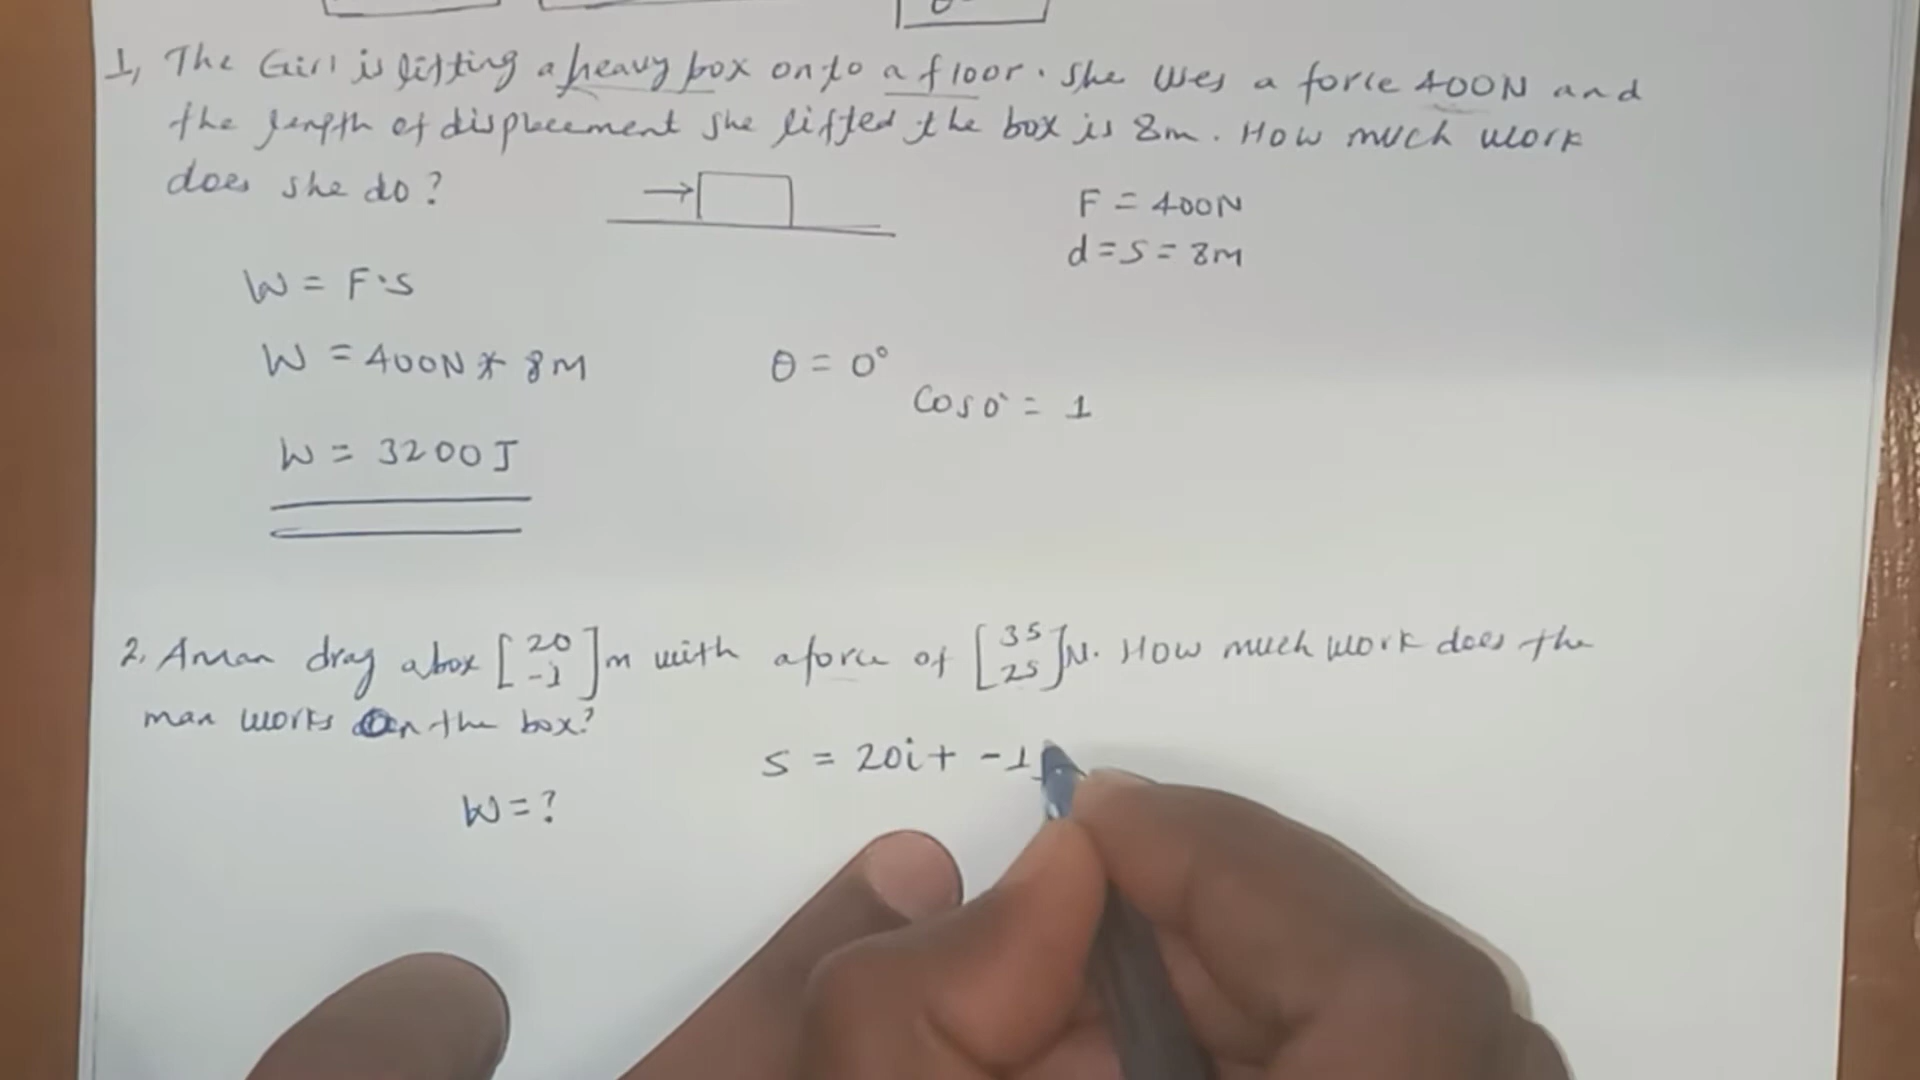 1, The Girl is lifting a heavy box onto a floor. She uses a force 400N and
the length of displacement she lifted the box is 8m. How much work
does she do?
F = 400N
d = S = 8m
W = F·S
W = 400N * 8M
θ = 0°
Cos 0° = 1
W = 3200J
2, A man drag a box [20 -1] m with a force of [35 25] N. How much work does the
man works on the box?
S = 20i + -1
W = ?